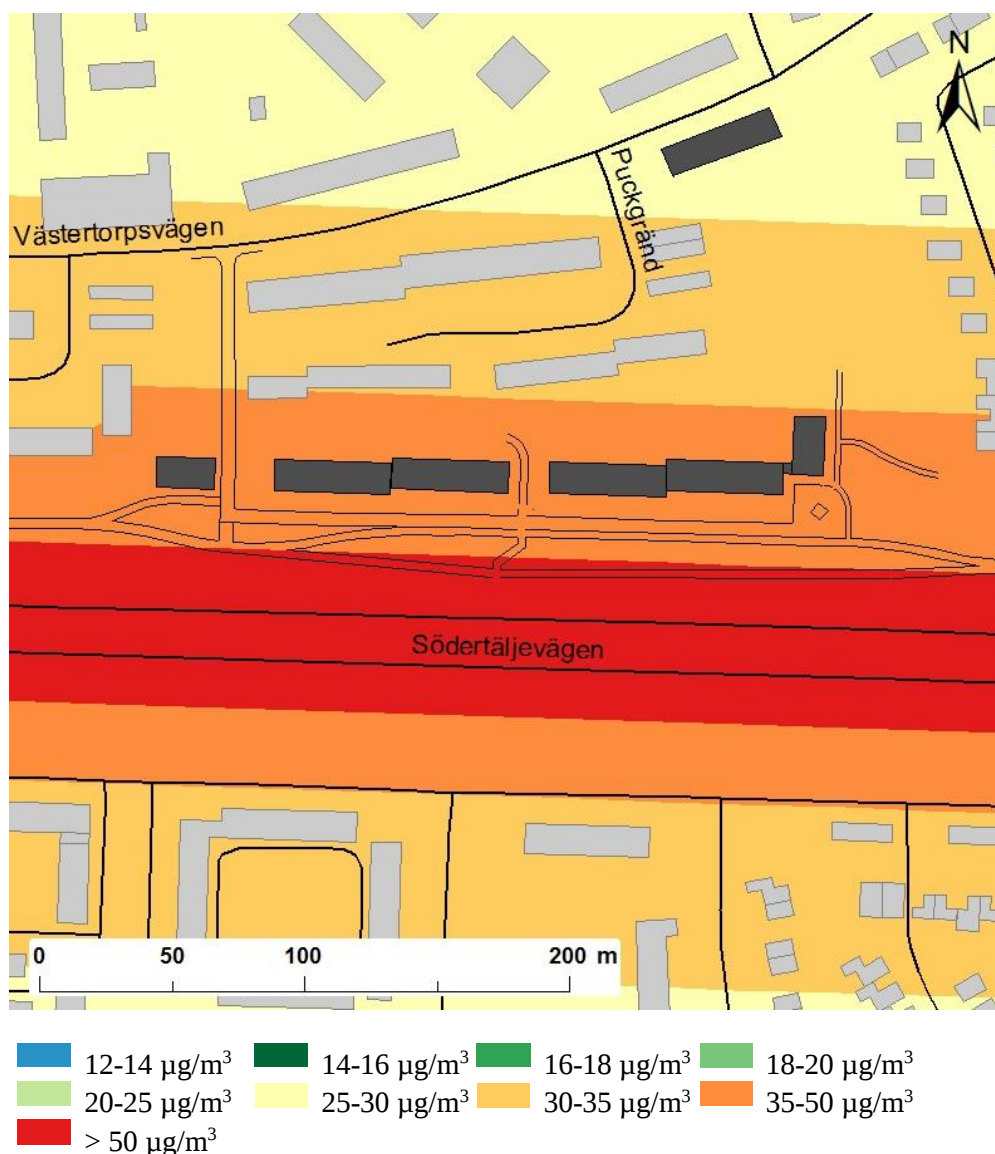 N
Puckgränd
Västertorpsvägen
Södertäljevägen
0 50 100 200 m
12-14 µg/m³ 14-16 µg/m³ 16-18 µg/m³ 18-20 µg/m³
20-25 µg/m³ 25-30 µg/m³ 30-35 µg/m³ 35-50 µg/m³
> 50 µg/m³